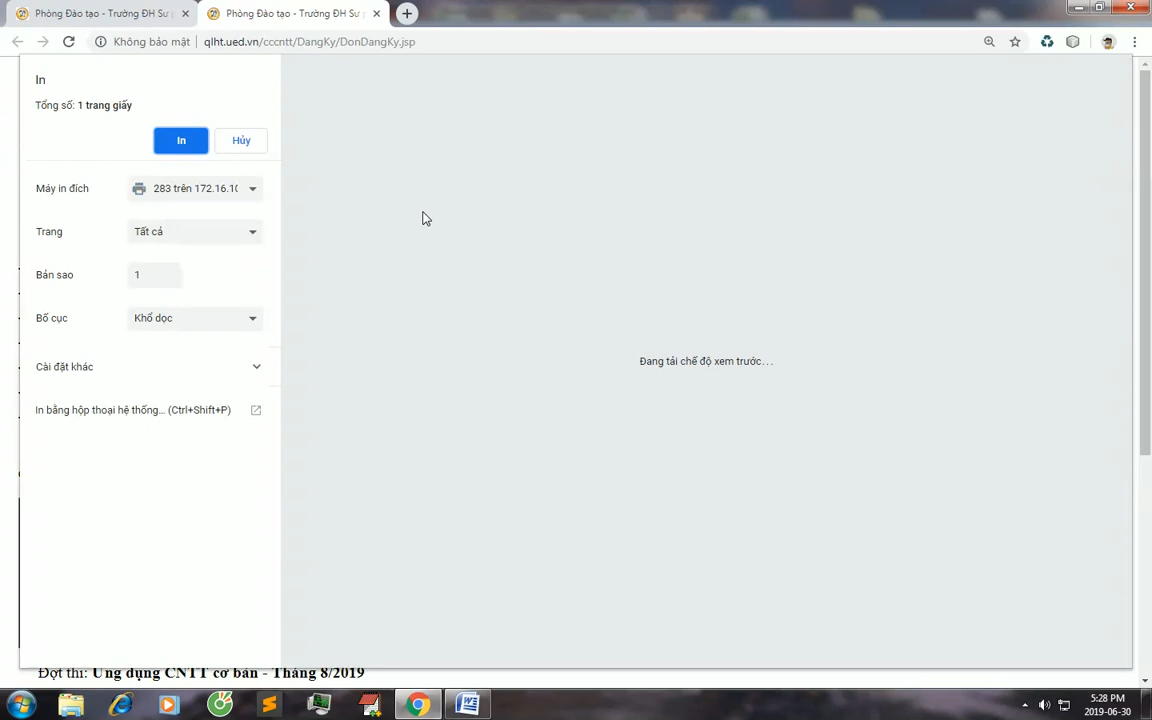 Phòng Đào tạo - Trường ĐH Sư
Phòng Đào tạo - Trường ĐH Sư
Không bảo mật
qlht.ued.vn/cccntt/DangKy/DonDangKy.jsp
In
Tổng số: 1 trang giấy
In
Hủy
Máy in đích
283 trên 172.16.10
Trang
Tất cả
Bản sao
1
Bố cục
Khổ dọc
Đang tải chế độ xem trước...
Cài đặt khác
In bằng hộp thoại hệ thống... (Ctrl+Shift+P)
Đợt thi: Ứng dụng CNTT cơ bản - Tháng 8/2019
5:28 PM
2019-06-30